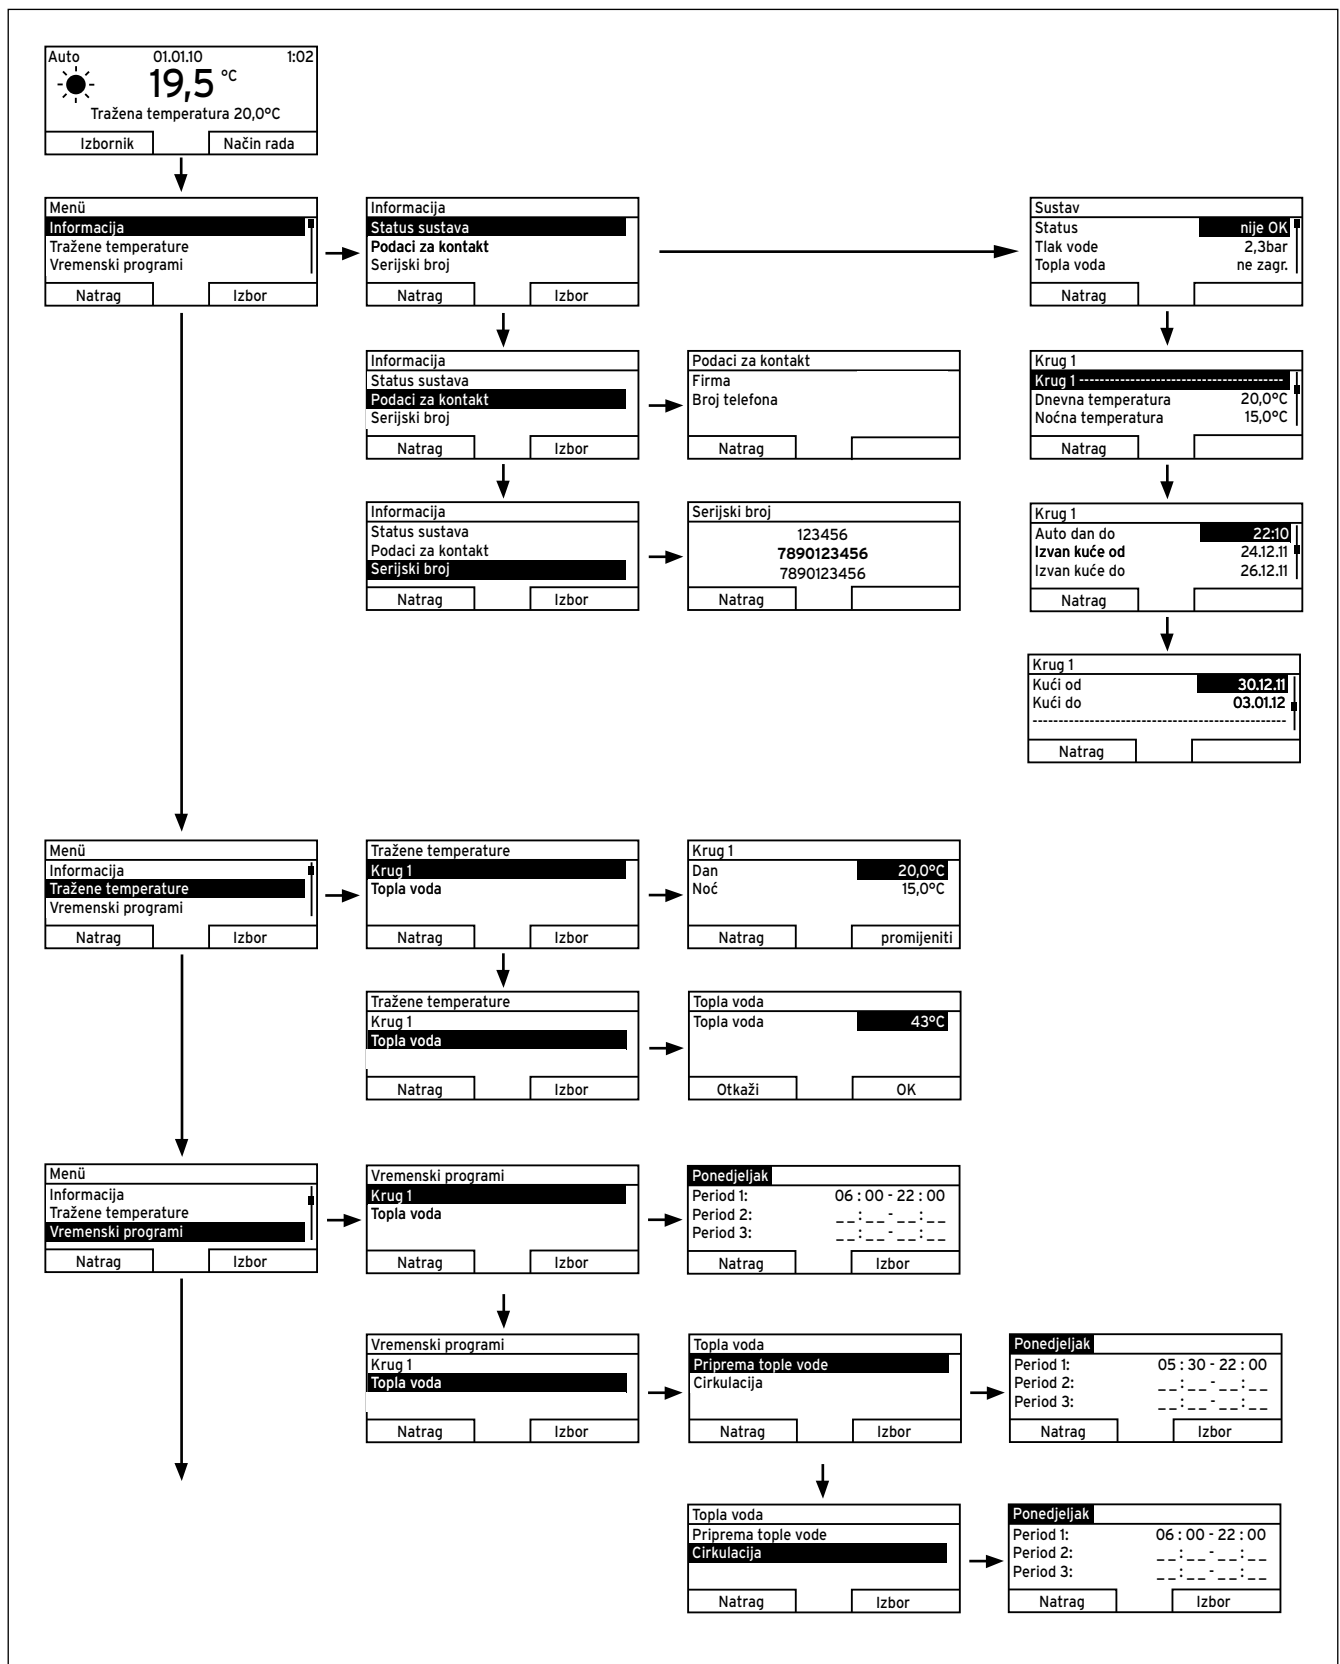 Auto 01.01.10 1:02
19,5 °C
Tražena temperatura 20,0°C
Izbornik Način rada
Menü
Informacija
Tražene temperature
Vremenski programi
Natrag Izbor
Informacija
Status sustava
Podaci za kontakt
Serijski broj
Natrag Izbor
Sustav
Status nije OK
Tlak vode 2,3bar
Topla voda ne zagr.
Natrag
Informacija
Status sustava
Podaci za kontakt
Serijski broj
Natrag Izbor
Podaci za kontakt
Firma
Broj telefona
Natrag
Krug 1
Krug 1 ----------------------------------------
Dnevna temperatura 20,0°C
Noćna temperatura 15,0°C
Natrag
Informacija
Status sustava
Podaci za kontakt
Serijski broj
Natrag Izbor
Serijski broj
123456
7890123456
7890123456
Natrag
Krug 1
Auto dan do 22:10
Izvan kuće od 24.12.11
Izvan kuće do 26.12.11
Natrag
Krug 1
Kući od 30.12.11
Kući do 03.01.12
--------------------------------------------------
Natrag
Menü
Informacija
Tražene temperature
Vremenski programi
Natrag Izbor
Tražene temperature
Krug 1
Topla voda
Natrag Izbor
Krug 1
Dan 20,0°C
Noć 15,0°C
Natrag promijeniti
Tražene temperature
Krug 1
Topla voda
Natrag Izbor
Topla voda
Topla voda 43°C
Otkaži OK
Menü
Informacija
Tražene temperature
Vremenski programi
Natrag Izbor
Vremenski programi
Krug 1
Topla voda
Natrag Izbor
Ponedjeljak
Period 1: 06 : 00 - 22 : 00
Period 2: _ _ : _ _ - _ _ : _ _
Period 3: _ _ : _ _ - _ _ : _ _
Natrag Izbor
Vremenski programi
Krug 1
Topla voda
Natrag Izbor
Topla voda
Priprema tople vode
Cirkulacija
Natrag Izbor
Ponedjeljak
Period 1: 05 : 30 - 22 : 00
Period 2: _ _ : _ _ - _ _ : _ _
Period 3: _ _ : _ _ - _ _ : _ _
Natrag Izbor
Topla voda
Priprema tople vode
Cirkulacija
Natrag Izbor
Ponedjeljak
Period 1: 06 : 00 - 22 : 00
Period 2: _ _ : _ _ - _ _ : _ _
Period 3: _ _ : _ _ - _ _ : _ _
Natrag Izbor